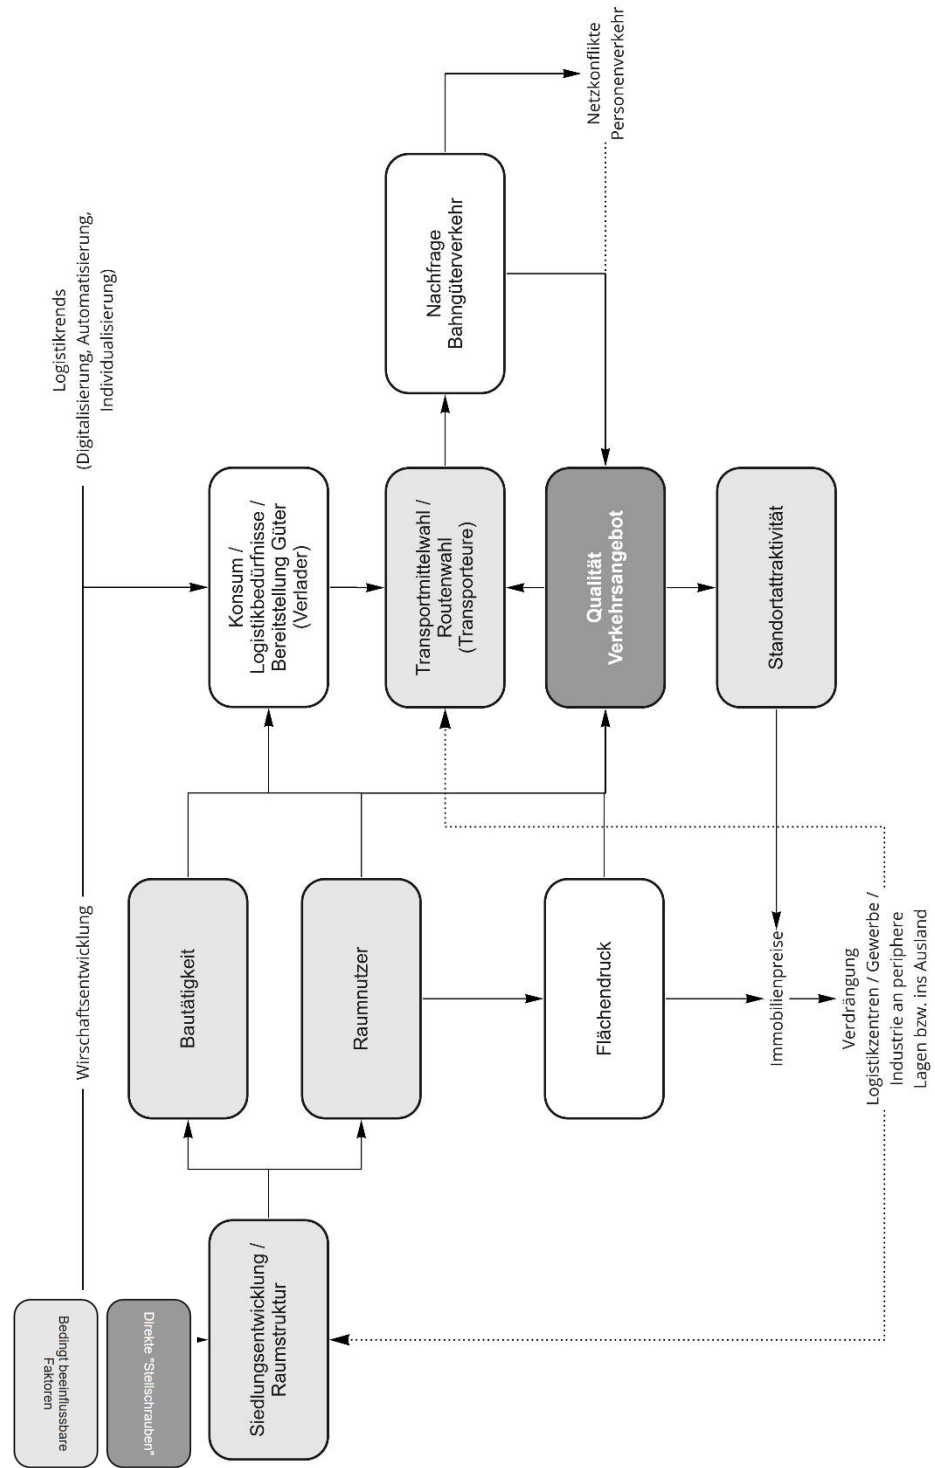 Bedingt beeinflussbare
Faktoren
Direkte "Stellschrauben"
Wirschaftsentwicklung
Logistikrends
(Digitalisierung, Automatisierung,
Individualisierung)
Siedlungsentwicklung /
Raumstruktur
Bautätigkeit
Raumnutzer
Flächendruck
Immobilienpreise
Verdrängung
Logistikzentren / Gewerbe /
Industrie an periphere
Lagen bzw. ins Ausland
Konsum /
Logistikbedürfnisse /
Bereitstellung Güter
(Verlader)
Transportmittelwahl /
Routenwahl
(Transporteure)
Qualität
Verkehrsangebot
Standortattraktivität
Nachfrage
Bahngüterverkehr
Netzkonflikte
Personenverkehr